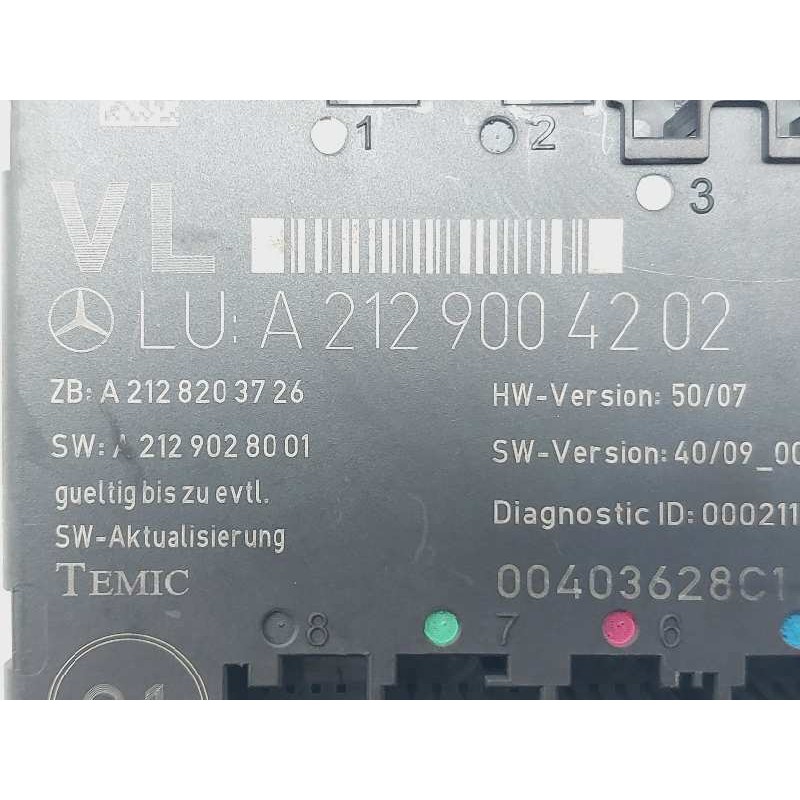 1
2
3
VL
LU: A 212 900 42 02
ZB: A 212 820 37 26
HW-Version: 50/07
SW: A 212 902 80 01
SW-Version: 40/09_00
gueltig bis zu evtl.
Diagnostic ID: 000211
SW-Aktualisierung
TEMIC
00403628C1
8
7
6